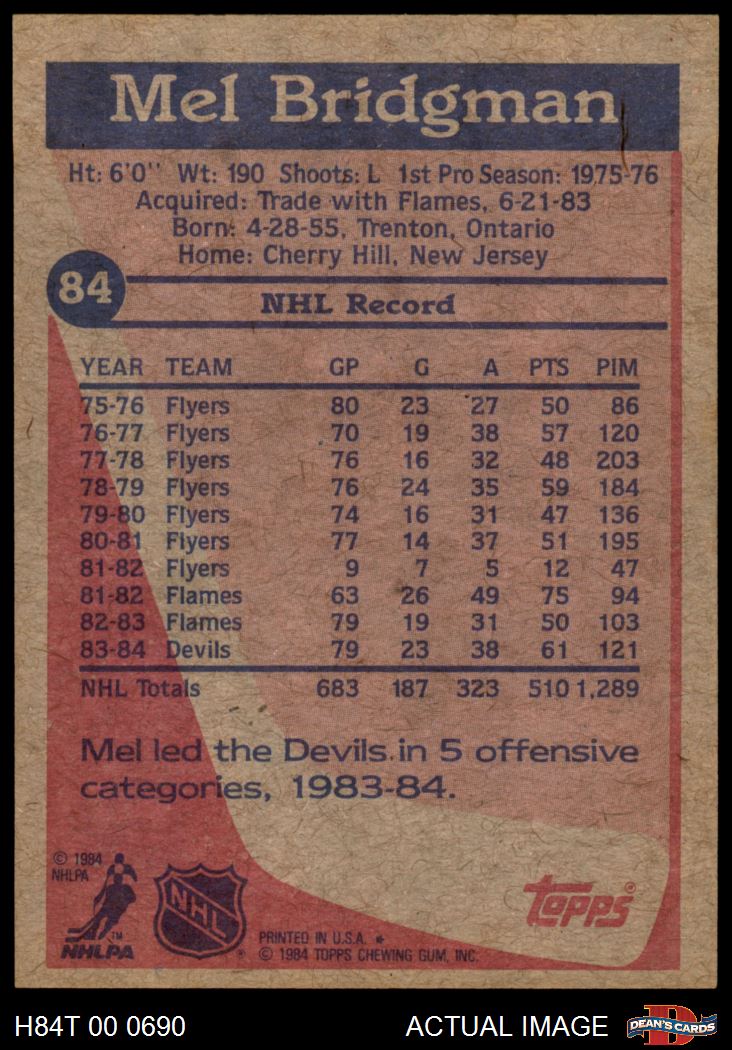 Mel Bridgman
Ht: 6'0" Wt: 190 Shoots: L 1st Pro Season: 1975-76
Acquired: Trade with Flames, 6-21-83
Born: 4-28-55, Trenton, Ontario
Home: Cherry Hill, New Jersey
84
NHL Record
YEAR TEAM GP G A PTS PIM
75-76 Flyers 80 23 27 50 86
76-77 Flyers 70 19 38 57 120
77-78 Flyers 76 16 32 48 203
78-79 Flyers 76 24 35 59 184
79-80 Flyers 74 16 31 47 136
80-81 Flyers 77 14 37 51 195
81-82 Flyers 9 7 5 12 47
81-82 Flames 63 26 49 75 94
82-83 Flames 79 19 31 50 103
83-84 Devils 79 23 38 61 121
NHL Totals 683 187 323 510 1,289
Mel led the Devils in 5 offensive
categories, 1983-84.
© 1984
NHLPA
TM
NHLPA
NHL
®
topps®
PRINTED IN U.S.A. *
© 1984 TOPPS CHEWING GUM, INC.
H84T 00 0690
ACTUAL IMAGE
D
DEAN'S CARDS